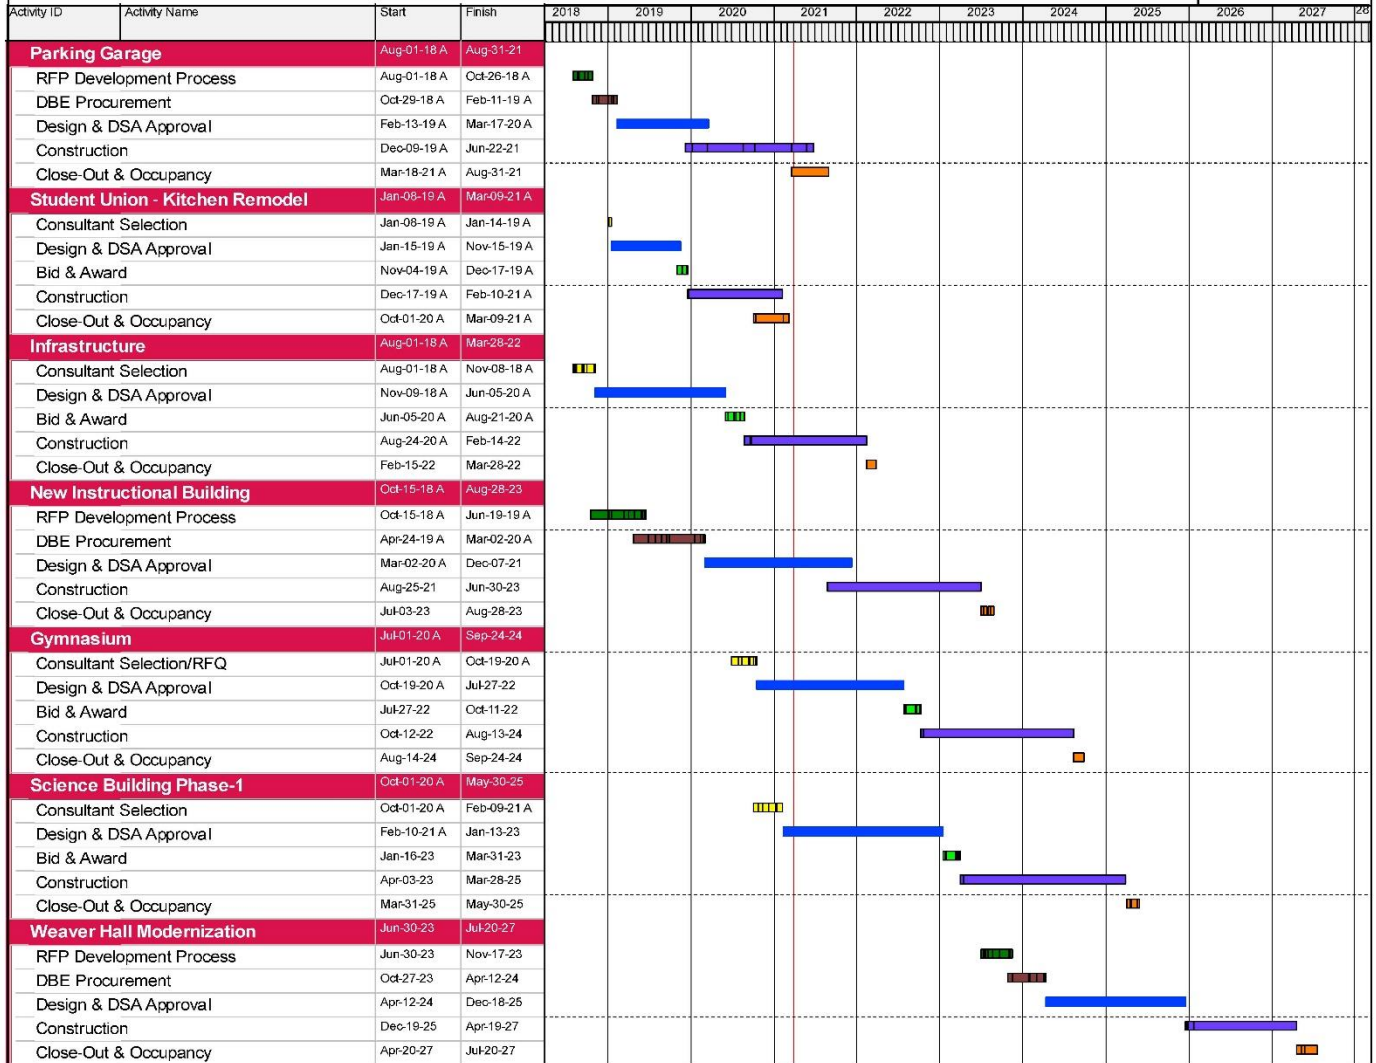 Activity ID Activity Name Start Finish 2018 2019 2020 2021 2022 2023 2024 2025 2026 2027 28
Parking Garage Aug-01-18 A Aug-31-21
RFP Development Process Aug-01-18 A Oct-26-18 A
DBE Procurement Oct-29-18 A Feb-11-19 A
Design & DSA Approval Feb-13-19 A Mar-17-20 A
Construction Dec-09-19 A Jun-22-21
Close-Out & Occupancy Mar-18-21 A Aug-31-21
Student Union - Kitchen Remodel Jan-08-19 A Mar-09-21 A
Consultant Selection Jan-08-19 A Jan-14-19 A
Design & DSA Approval Jan-15-19 A Nov-15-19 A
Bid & Award Nov-04-19 A Dec-17-19 A
Construction Dec-17-19 A Feb-10-21 A
Close-Out & Occupancy Oct-01-20 A Mar-09-21 A
Infrastructure Aug-01-18 A Mar-28-22
Consultant Selection Aug-01-18 A Nov-08-18 A
Design & DSA Approval Nov-09-18 A Jun-05-20 A
Bid & Award Jun-05-20 A Aug-21-20 A
Construction Aug-24-20 A Feb-14-22
Close-Out & Occupancy Feb-15-22 Mar-28-22
New Instructional Building Oct-15-18 A Aug-28-23
RFP Development Process Oct-15-18 A Jun-19-19 A
DBE Procurement Apr-24-19 A Mar-02-20 A
Design & DSA Approval Mar-02-20 A Dec-07-21
Construction Aug-25-21 Jun-30-23
Close-Out & Occupancy Jul-03-23 Aug-28-23
Gymnasium Jul-01-20 A Sep-24-24
Consultant Selection/RFQ Jul-01-20 A Oct-19-20 A
Design & DSA Approval Oct-19-20 A Jul-27-22
Bid & Award Jul-27-22 Oct-11-22
Construction Oct-12-22 Aug-13-24
Close-Out & Occupancy Aug-14-24 Sep-24-24
Science Building Phase-1 Oct-01-20 A May-30-25
Consultant Selection Oct-01-20 A Feb-09-21 A
Design & DSA Approval Feb-10-21 A Jan-13-23
Bid & Award Jan-16-23 Mar-31-23
Construction Apr-03-23 Mar-28-25
Close-Out & Occupancy Mar-31-25 May-30-25
Weaver Hall Modernization Jun-30-23 Jul-20-27
RFP Development Process Jun-30-23 Nov-17-23
DBE Procurement Oct-27-23 Apr-12-24
Design & DSA Approval Apr-12-24 Dec-18-25
Construction Dec-19-25 Apr-19-27
Close-Out & Occupancy Apr-20-27 Jul-20-27